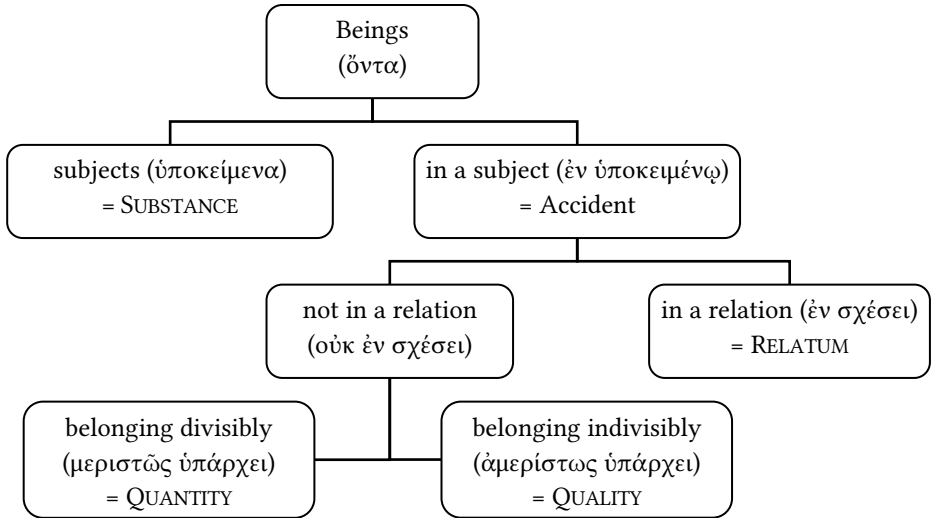 Beings
(ὄντα)
subjects (ὑποκείμενα)
= SUBSTANCE
in a subject (ἐν ὑποκειμένῳ)
= Accident
not in a relation
(οὐκ ἐν σχέσει)
in a relation (ἐν σχέσει)
= RELATUM
belonging divisibly
(μεριστῶς ὑπάρχει)
= QUANTITY
belonging indivisibly
(ἀμερίστως ὑπάρχει)
= QUALITY